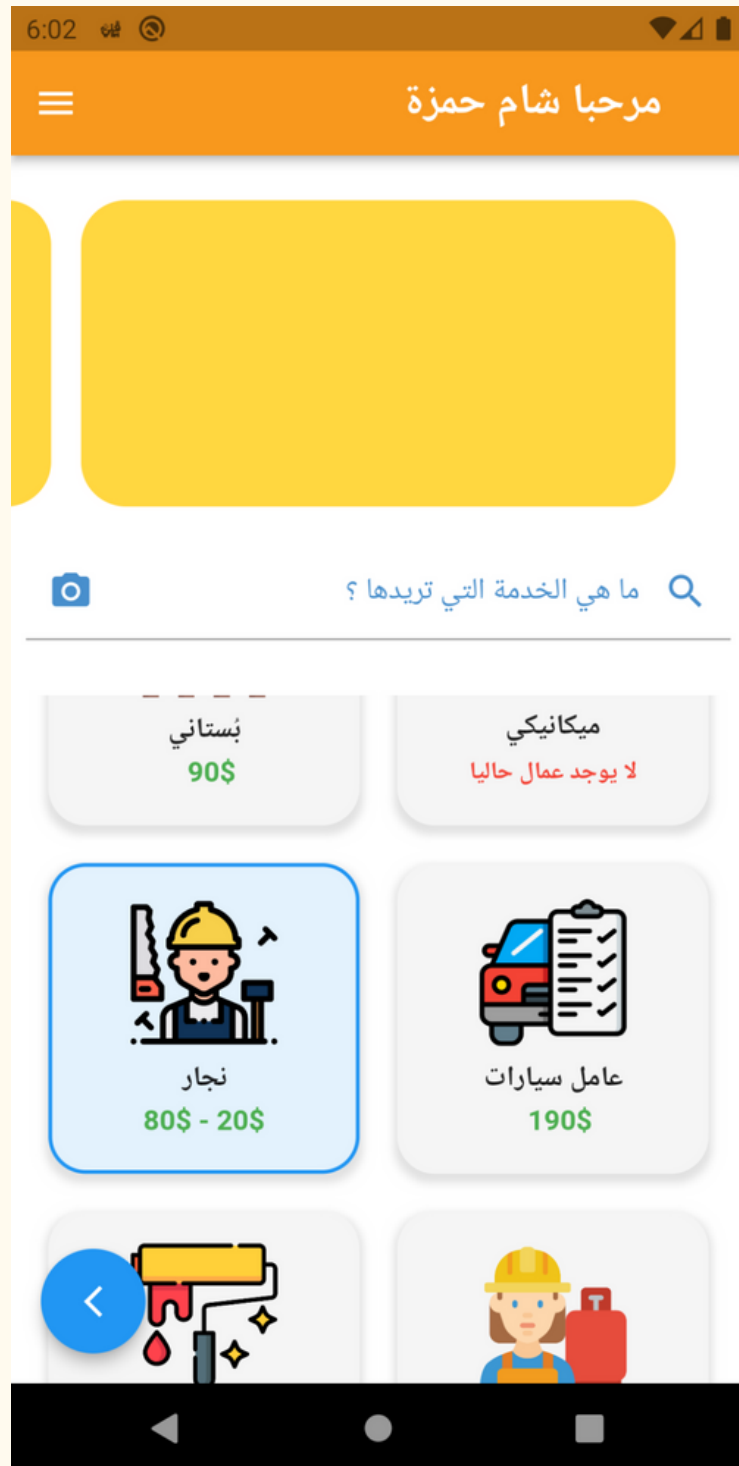 6:02
مرحبا شام حمزة
ما هي الخدمة التي تريدها ؟
ميكانيكي
لا يوجد عمال حاليا
بُستاني
90$
عامل سيارات
190$
نجار
80$ - 20$